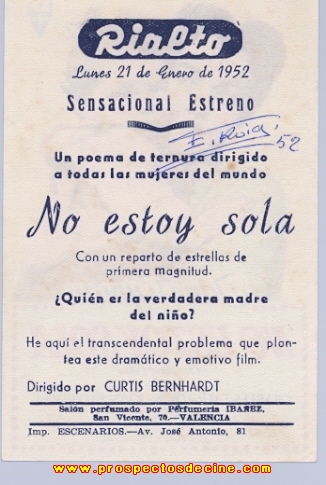 Rialto
Lunes 21 de Enero de 1952
Sensacional Estreno
E. Roig. 52
Un poema de ternura dirigido
a todas las mujeres del mundo
No estoy sola
Con un reparto de estrellas de
primera magnitud.
¿Quién es la verdadera madre
del niño?
He aquí el transcendental problema que plan-
tea este dramático y emotivo film.
Dirigido por CURTIS BERNHARDT
Salón perfumado por Perfumería IBAÑEZ,
San Vicente, 70.—VALENCIA
Imp. ESCENARIOS.—Av. José Antonio, 81
www.prospectosdecine.com